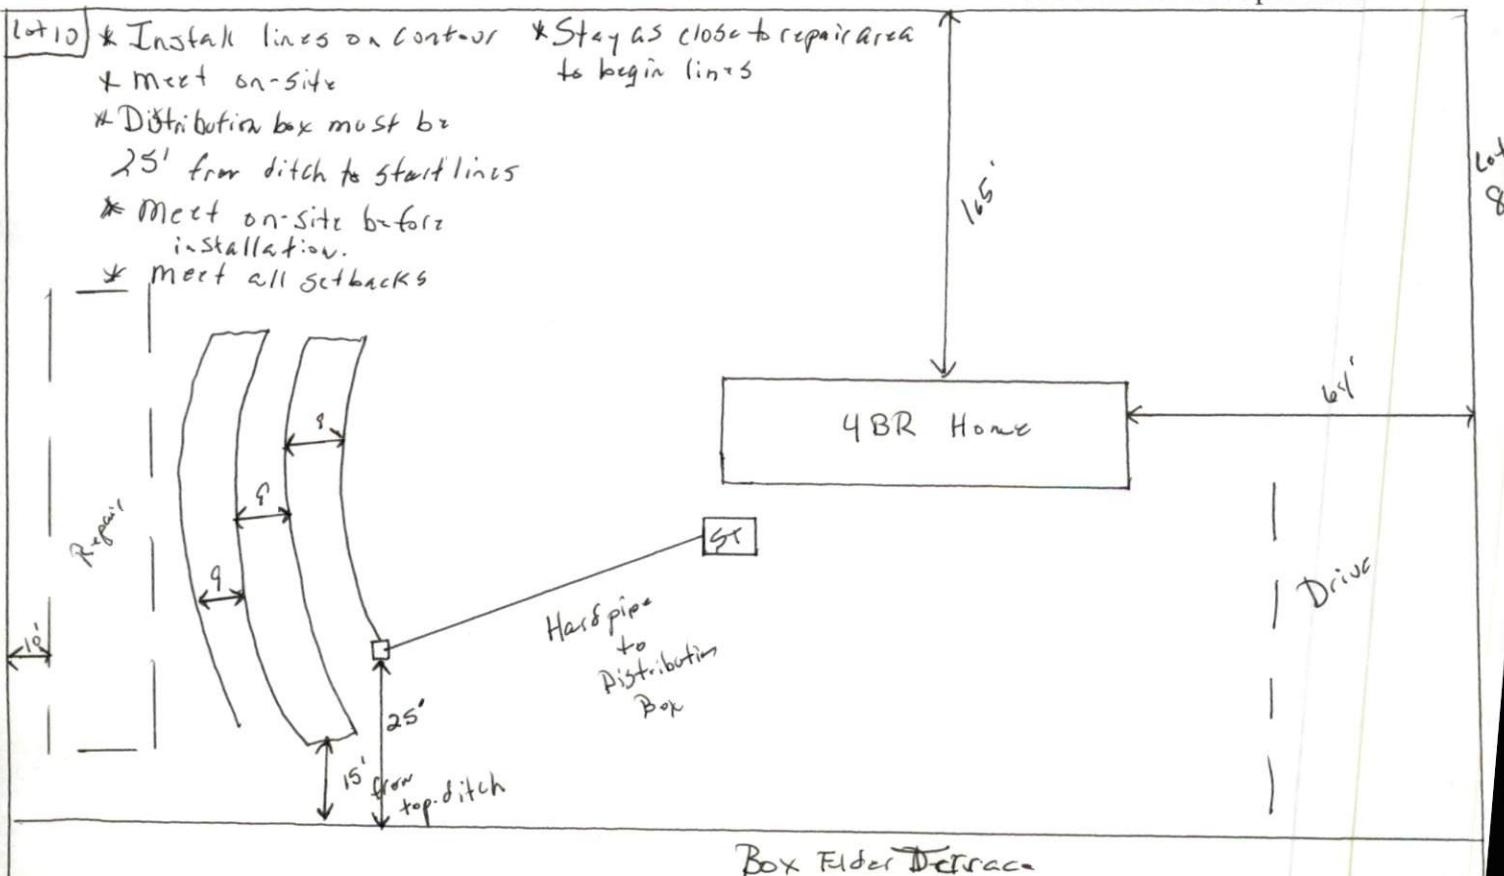 Lot 10
* Install lines on contour
* Meet on-site
* Distribution box must be
25' from ditch to start lines
* Meet on-site before
installation.
* Meet all setbacks
* Stay as close to repair area
to begin lines
165'
Lot
8
4BR Home
Repair
9
ST
Hard pipe
to
Distribution
Box
Drive
10'
25'
15' from
top ditch
Box Elder Terrace